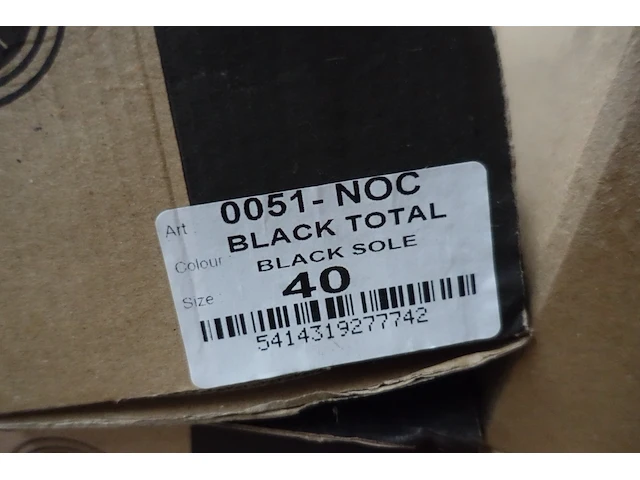 Art : 0051- NOC
BLACK TOTAL
Colour : BLACK SOLE
Size : 40
5414319277742